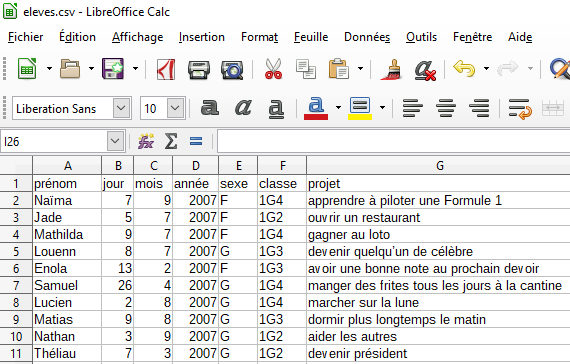 eleves.csv - LibreOffice Calc
Fichier Édition Affichage Insertion Format Feuille Données Outils Fenêtre Aide
Liberation Sans 10 a a a a
I26 fx Σ =
A B C D E F G
1 prénom jour mois année sexe classe projet
2 Naïma 7 9 2007 F 1G4 apprendre à piloter une Formule 1
3 Jade 5 7 2007 F 1G2 ouvrir un restaurant
4 Mathilda 9 7 2007 F 1G4 gagner au loto
5 Louenn 8 7 2007 G 1G3 devenir quelqu'un de célèbre
6 Enola 13 2 2007 F 1G3 avoir une bonne note au prochain devoir
7 Samuel 26 4 2007 G 1G4 manger des frites tous les jours à la cantine
8 Lucien 2 8 2007 G 1G4 marcher sur la lune
9 Matias 9 8 2007 G 1G3 dormir plus longtemps le matin
10 Nathan 3 9 2007 G 1G2 aider les autres
11 Théliau 7 3 2007 G 1G2 devenir président